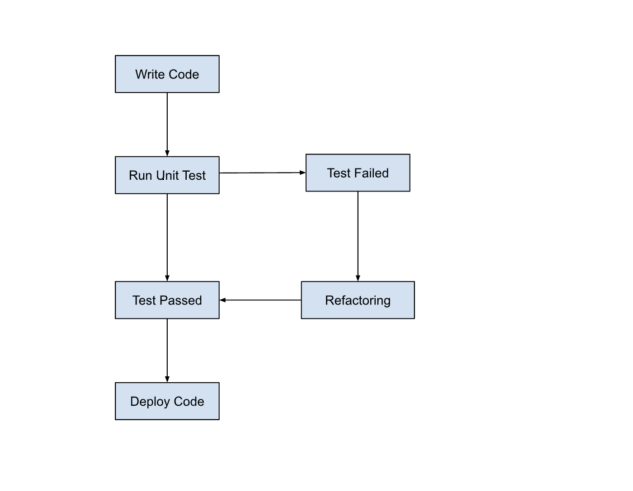 Write Code
Run Unit Test
Test Failed
Test Passed
Refactoring
Deploy Code